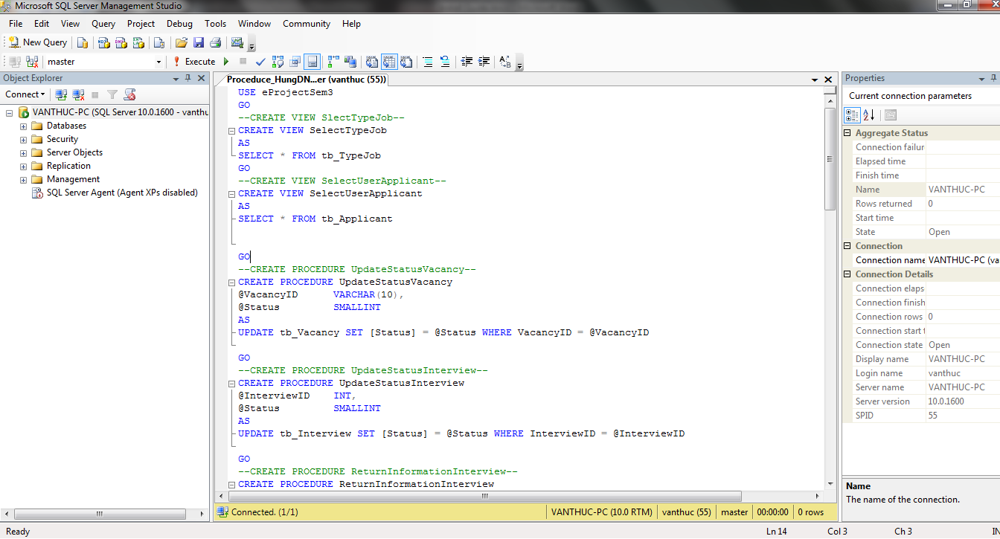 Microsoft SQL Server Management Studio
File Edit View Query Project Debug Tools Window Community Help
New Query
master Execute
Object Explorer
Connect
VANTHUC-PC (SQL Server 10.0.1600 - vanthu
Databases
Security
Server Objects
Replication
Management
SQL Server Agent (Agent XPs disabled)
Proceduce_HungDN...er (vanthuc (55))
USE eProjectSem3
GO
--CREATE VIEW SlectTypeJob--
CREATE VIEW SelectTypeJob
AS
SELECT * FROM tb_TypeJob
GO
--CREATE VIEW SelectUserApplicant--
CREATE VIEW SelectUserApplicant
AS
SELECT * FROM tb_Applicant
GO
--CREATE PROCEDURE UpdateStatusVacancy--
CREATE PROCEDURE UpdateStatusVacancy
@VacancyID VARCHAR(10),
@Status SMALLINT
AS
UPDATE tb_Vacancy SET [Status] = @Status WHERE VacancyID = @VacancyID
GO
--CREATE PROCEDURE UpdateStatusInterview--
CREATE PROCEDURE UpdateStatusInterview
@InterviewID INT,
@Status SMALLINT
AS
UPDATE tb_Interview SET [Status] = @Status WHERE InterviewID = @InterviewID
GO
--CREATE PROCEDURE ReturnInformationInterview--
CREATE PROCEDURE ReturnInformationInterview
Connected. (1/1) VANTHUC-PC (10.0 RTM) vanthuc (55) master 00:00:00 0 rows
Properties
Current connection parameters
Aggregate Status
Connection failur
Elapsed time
Finish time
Name VANTHUC-PC
Rows returned 0
Start time
State Open
Connection
Connection name VANTHUC-PC (va
Connection Details
Connection elaps
Connection finish
Connection rows 0
Connection start t
Connection state Open
Display name VANTHUC-PC
Login name vanthuc
Server name VANTHUC-PC
Server version 10.0.1600
SPID 55
Name
The name of the connection.
Ready Ln 14 Col 3 Ch 3 IN